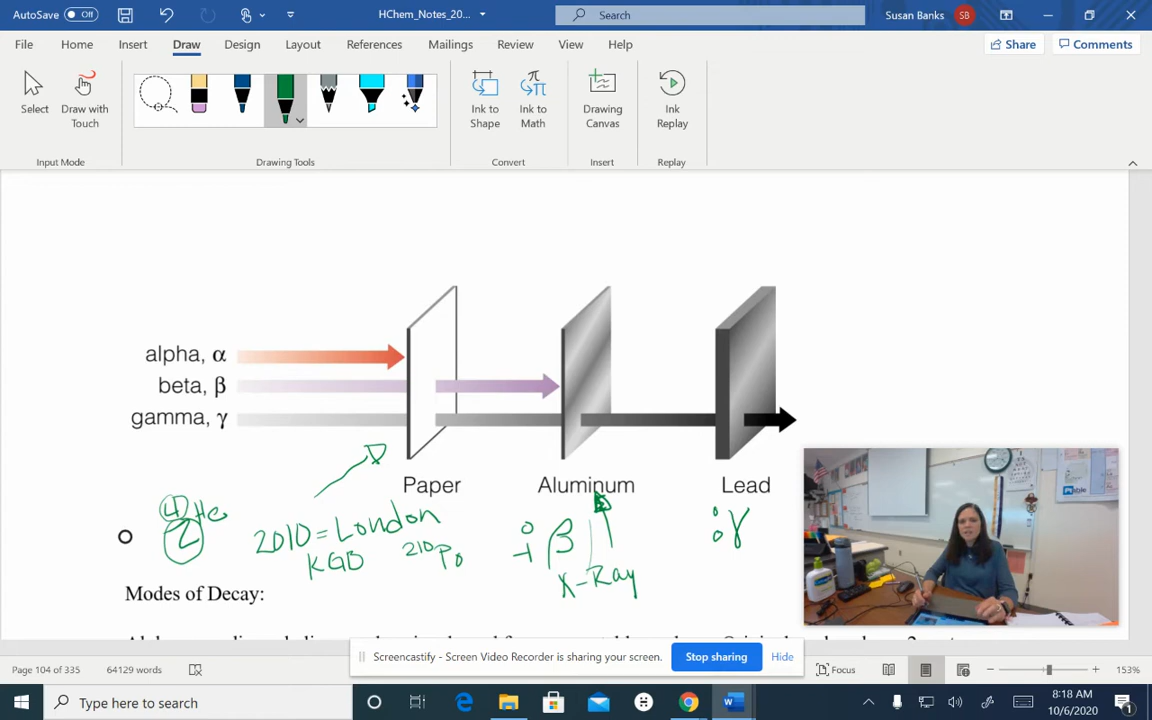 AutoSave Off HChem_Notes_20... Search Susan Banks SB
File Home Insert Draw Design Layout References Mailings Review View Help Share Comments
Select
Draw with Touch
Ink to Shape
Ink to Math
Drawing Canvas
Ink Replay
Input Mode Drawing Tools Convert Insert Replay
alpha, α
beta, β
gamma, γ
Paper Aluminum Lead
4 He
2
2010 = London
KGB 210Po
0 β
-1
X-Ray
0 γ
0
Modes of Decay:
Screencastify - Screen Video Recorder is sharing your screen. Stop sharing Hide
Page 104 of 335 64129 words Focus 153%
Type here to search
8:18 AM
10/6/2020
1